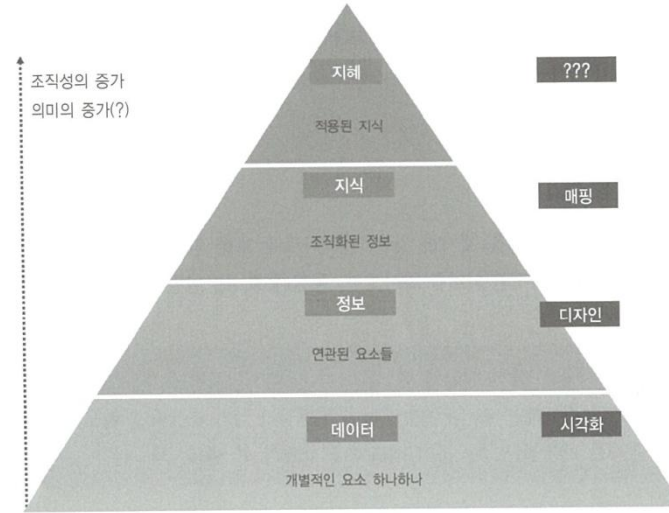 조직성의 증가
의미의 증가(?)
지혜
???
적용된 지식
지식
매핑
조직화된 정보
정보
디자인
연관된 요소들
데이터
시각화
개별적인 요소 하나하나